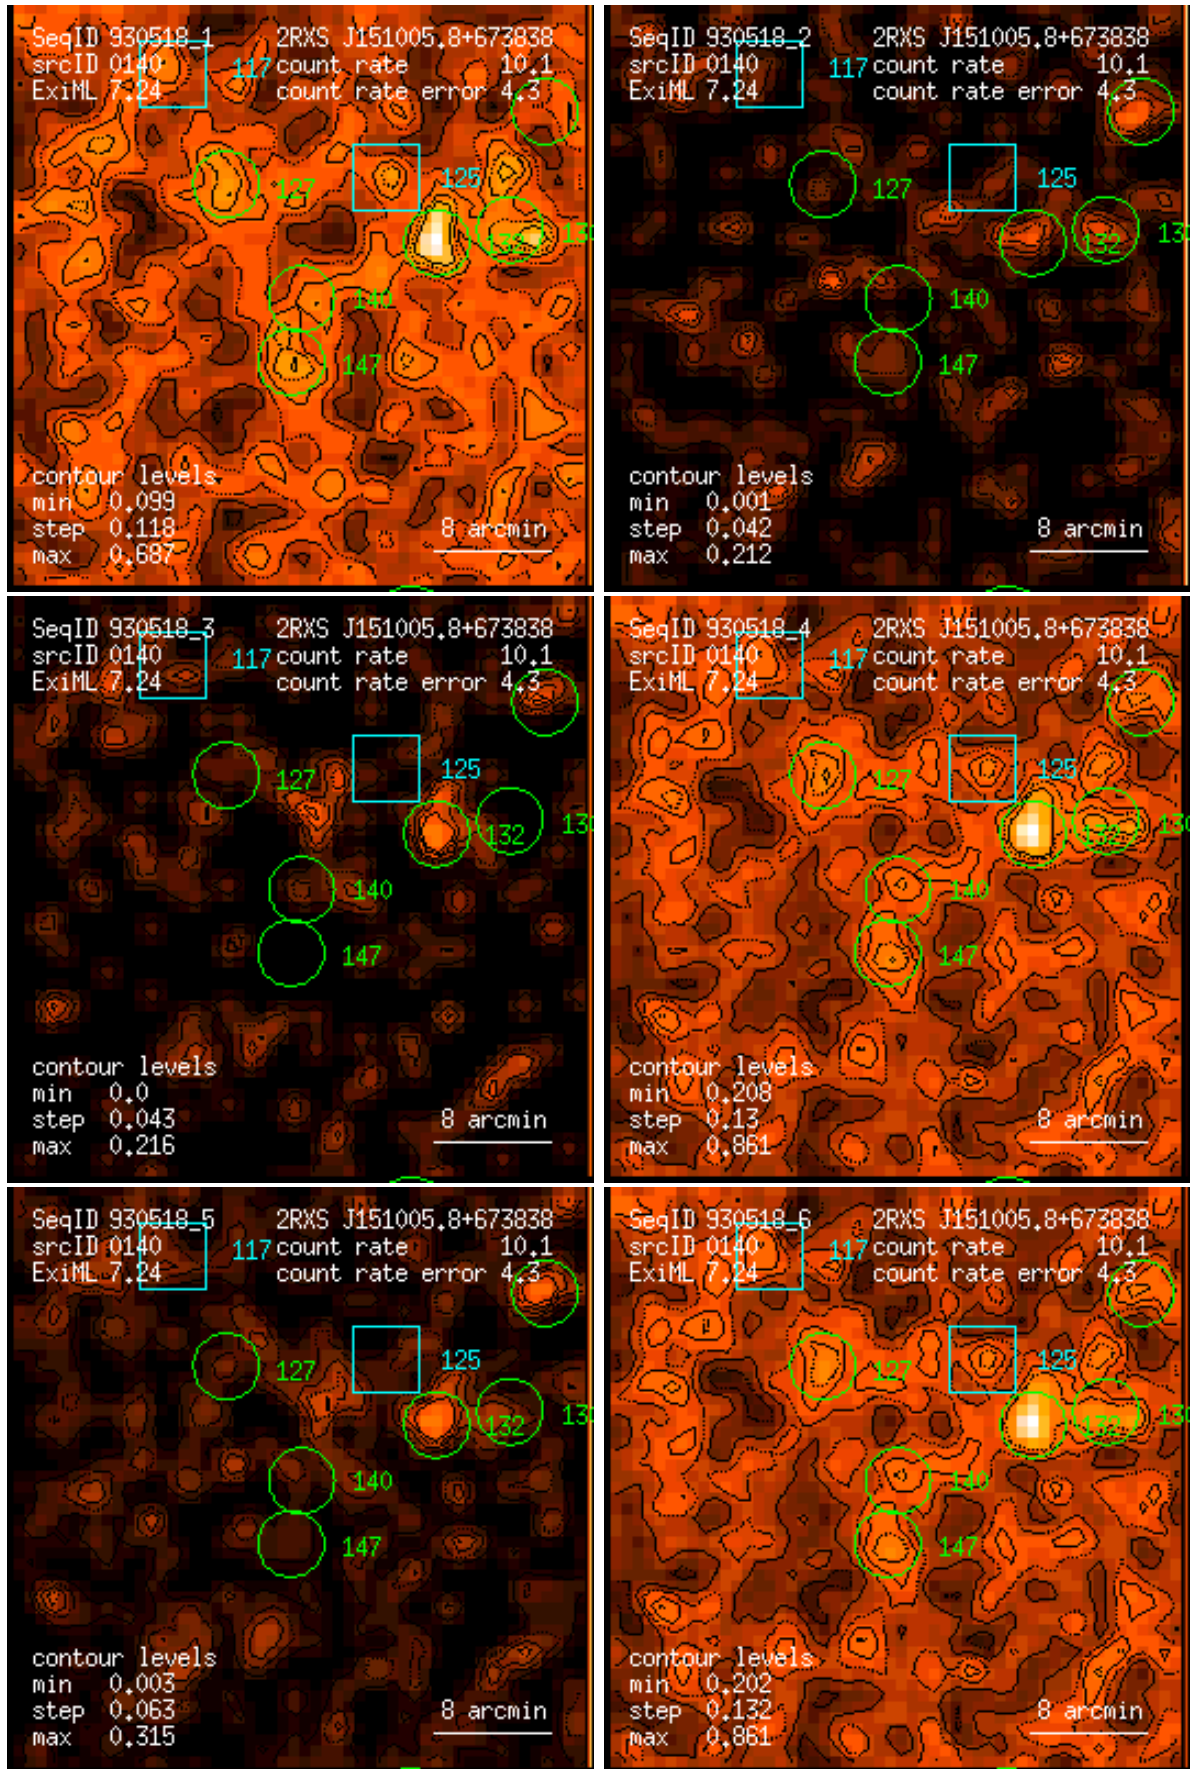 SeqID 930518_1 2RXS J151005.8+673838
srcID 0140 117 count rate 10.1
ExiML 7.24 count rate error 4.3
127
125
132
140
147
contour levels
min 0.099
step 0.118
max 0.687
8 arcmin
SeqID 930518_2 2RXS J151005.8+673838
srcID 0140 117 count rate 10.1
ExiML 7.24 count rate error 4.3
127
125
132
140
147
contour levels
min 0.001
step 0.042
max 0.212
8 arcmin
SeqID 930518_3 2RXS J151005.8+673838
srcID 0140 117 count rate 10.1
ExiML 7.24 count rate error 4.3
127
125
132
140
147
contour levels
min 0.0
step 0.043
max 0.216
8 arcmin
SeqID 930518_4 2RXS J151005.8+673838
srcID 0140 117 count rate 10.1
ExiML 7.24 count rate error 4.3
127
125
132
140
147
contour levels
min 0.208
step 0.13
max 0.861
8 arcmin
SeqID 930518_5 2RXS J151005.8+673838
srcID 0140 117 count rate 10.1
ExiML 7.24 count rate error 4.3
127
125
132
140
147
contour levels
min 0.003
step 0.063
max 0.315
8 arcmin
SeqID 930518_6 2RXS J151005.8+673838
srcID 0140 117 count rate 10.1
ExiML 7.24 count rate error 4.3
127
125
132
140
147
contour levels
min 0.202
step 0.132
max 0.861
8 arcmin